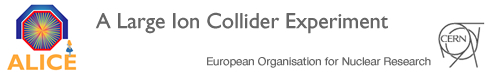 A Large Ion Collider Experiment
ALICE
European Organisation for Nuclear Research
CERN